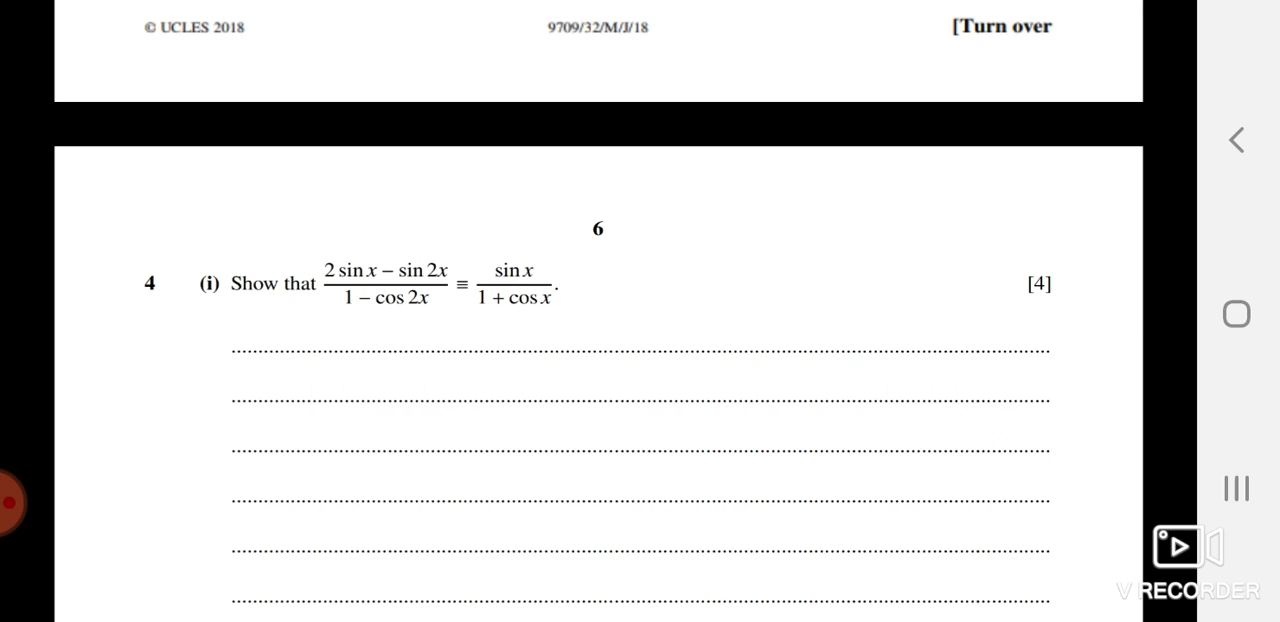 © UCLES 2018 9709/32/M/J/18 [Turn over
6
4 (i) Show that (2 sin x − sin 2x)/(1 − cos 2x) ≡ sin x/(1 + cos x). [4]
V RECORDER